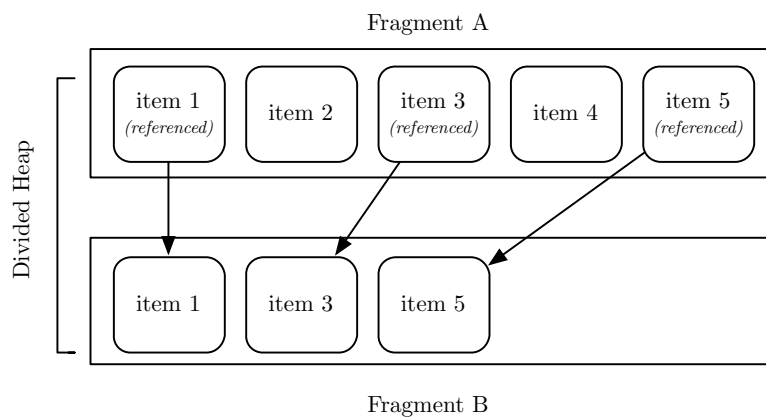 Fragment A
item 1
(referenced)
item 2
item 3
(referenced)
item 4
item 5
(referenced)
Divided Heap
item 1
item 3
item 5
Fragment B